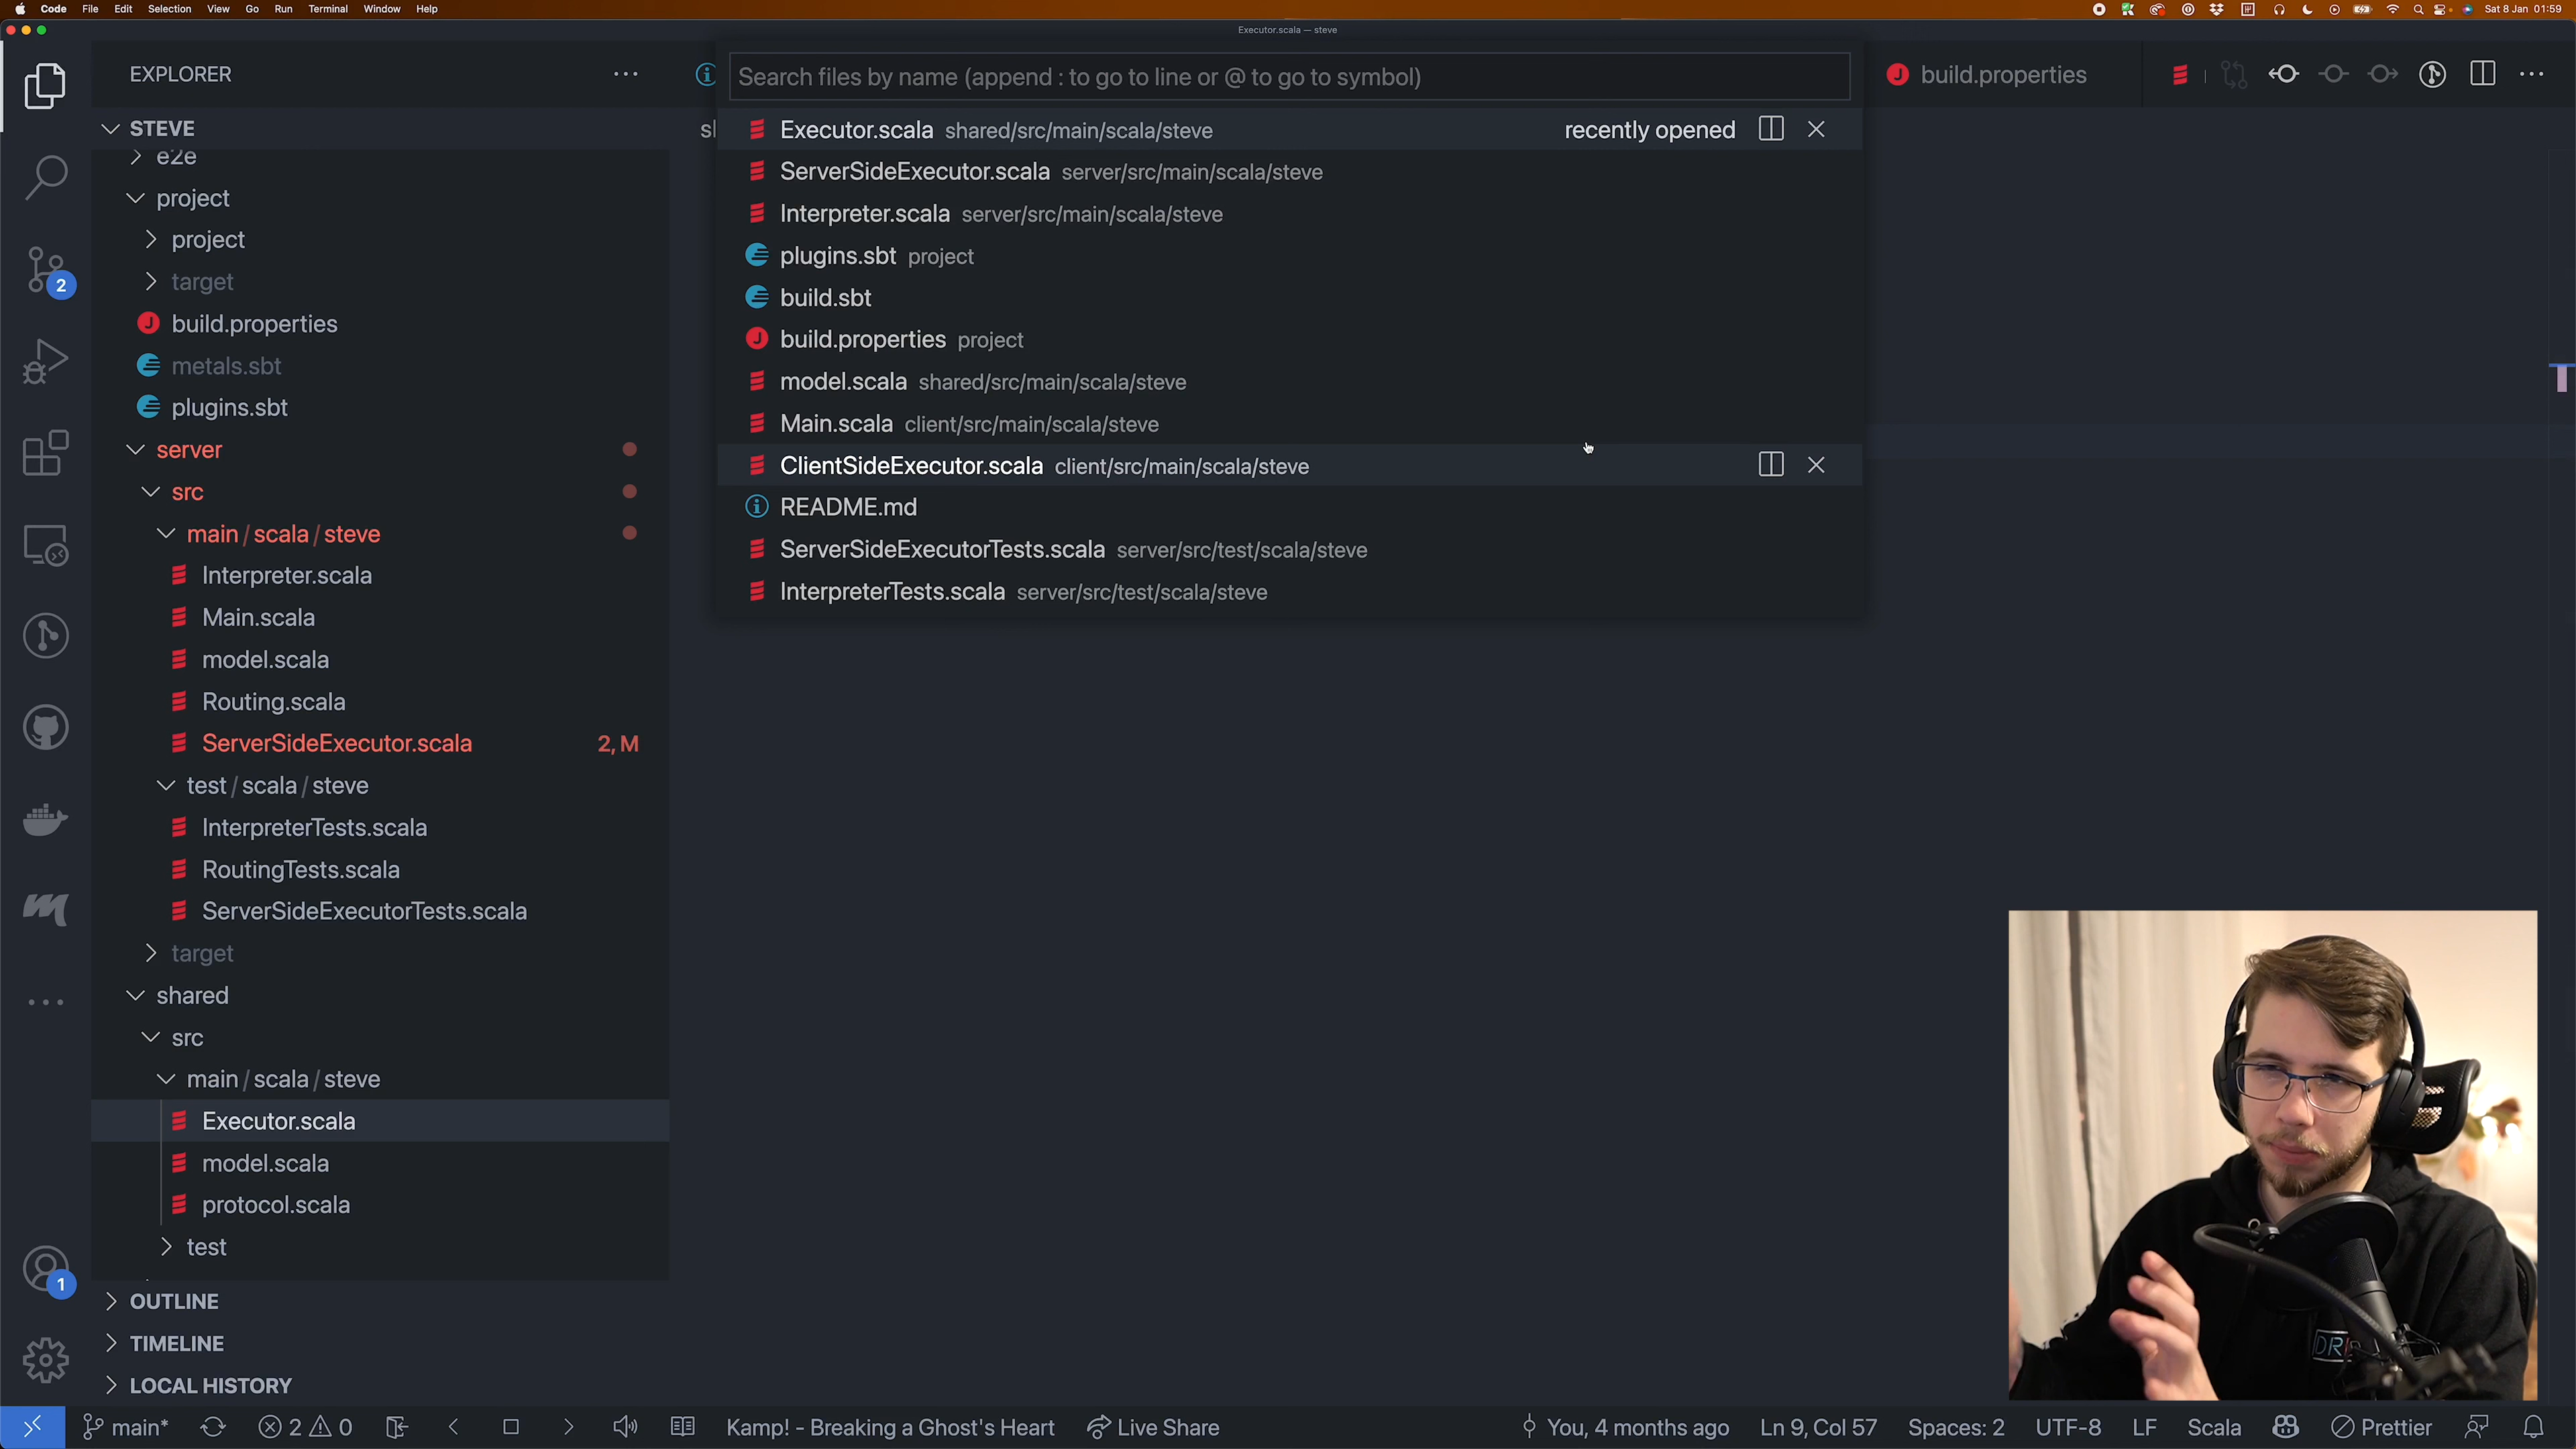 Code File Edit Selection View Go Run Terminal Window Help
Sat 8 Jan 01:59
Executor.scala — steve
EXPLORER
Search files by name (append : to go to line or @ to go to symbol)
build.properties
STEVE
e2e
project
project
target
build.properties
metals.sbt
plugins.sbt
server
src
main / scala / steve
Interpreter.scala
Main.scala
model.scala
Routing.scala
ServerSideExecutor.scala 2, M
test / scala / steve
InterpreterTests.scala
RoutingTests.scala
ServerSideExecutorTests.scala
target
shared
src
main / scala / steve
Executor.scala
model.scala
protocol.scala
test
OUTLINE
TIMELINE
LOCAL HISTORY
Executor.scala shared/src/main/scala/steve recently opened
ServerSideExecutor.scala server/src/main/scala/steve
Interpreter.scala server/src/main/scala/steve
plugins.sbt project
build.sbt
build.properties project
model.scala shared/src/main/scala/steve
Main.scala client/src/main/scala/steve
ClientSideExecutor.scala client/src/main/scala/steve
README.md
ServerSideExecutorTests.scala server/src/test/scala/steve
InterpreterTests.scala server/src/test/scala/steve
2
1
main* 2 0 Kamp! - Breaking a Ghost's Heart Live Share You, 4 months ago Ln 9, Col 57 Spaces: 2 UTF-8 LF Scala Prettier